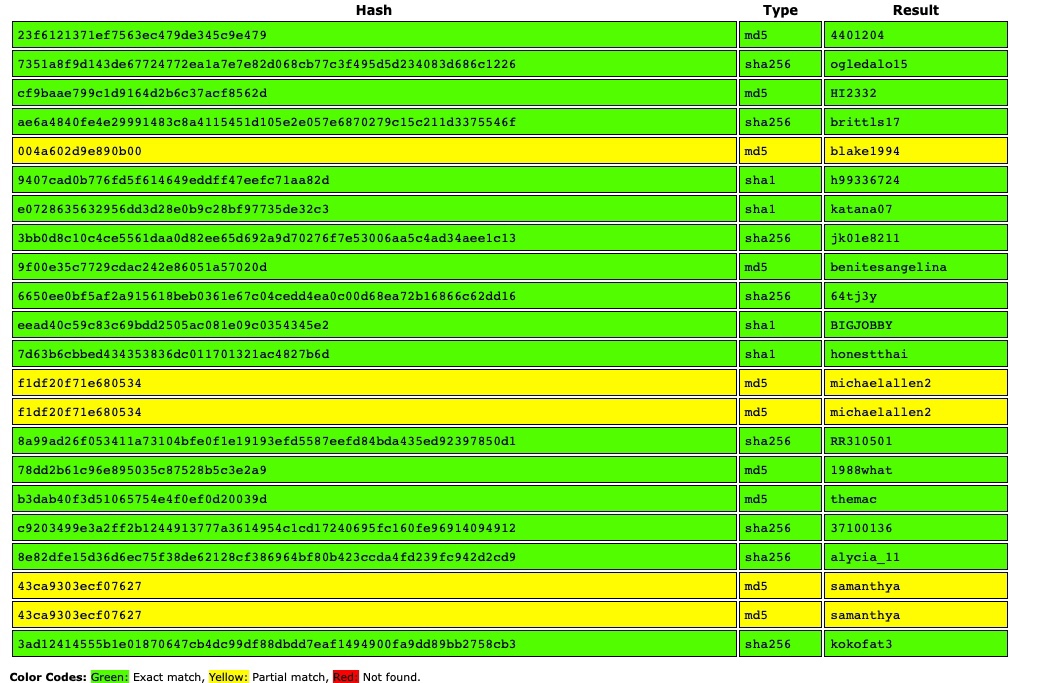 Hash Type Result
23f6121371ef7563ec479de345c9e479 md5 4401204
7351a8f9d143de67724772ea1a7e7e82d068cb77c3f495d5d234083d686c1226 sha256 ogledalo15
cf9baae799c1d9164d2b6c37acf8562d md5 HI2332
ae6a4840fe4e29991483c8a4115451d105e2e057e6870279c15c211d3375546f sha256 brittls17
004a602d9e890b00 md5 blake1994
9407cad0b776fd5f614649eddff47eefc71aa82d sha1 h99336724
e0728635632956dd3d28e0b9c28bf97735de32c3 sha1 katana07
3bb0d8c10c4ce5561daa0d82ee65d692a9d70276f7e53006aa5c4ad34aee1c13 sha256 jk01e8211
9f00e35c7729cdac242e86051a57020d md5 benitesangelina
6650ee0bf5af2a915618beb0361e67c04cedd4ea0c00d68ea72b16866c62dd16 sha256 64tj3y
eead40c59c83c69bdd2505ac081e09c0354345e2 sha1 BIGJOBBY
7d63b6cbbed434353836dc011701321ac4827b6d sha1 honestthai
f1df20f71e680534 md5 michaelallen2
f1df20f71e680534 md5 michaelallen2
8a99ad26f053411a73104bfe0f1e19193efd5587eefd84bda435ed92397850d1 sha256 RR310501
78dd2b61c96e895035c87528b5c3e2a9 md5 1988what
b3dab40f3d51065754e4f0ef0d20039d md5 themac
c9203499e3a2ff2b1244913777a3614954c1cd17240695fc160fe96914094912 sha256 37100136
8e82dfe15d36d6ec75f38de62128cf386964bf80b423ccda4fd239fc942d2cd9 sha256 alycia_11
43ca9303ecf07627 md5 samanthya
43ca9303ecf07627 md5 samanthya
3ad12414555b1e01870647cb4dc99df88dbdd7eaf1494900fa9dd89bb2758cb3 sha256 kokofat3
Color Codes: Green: Exact match, Yellow: Partial match, Red: Not found.